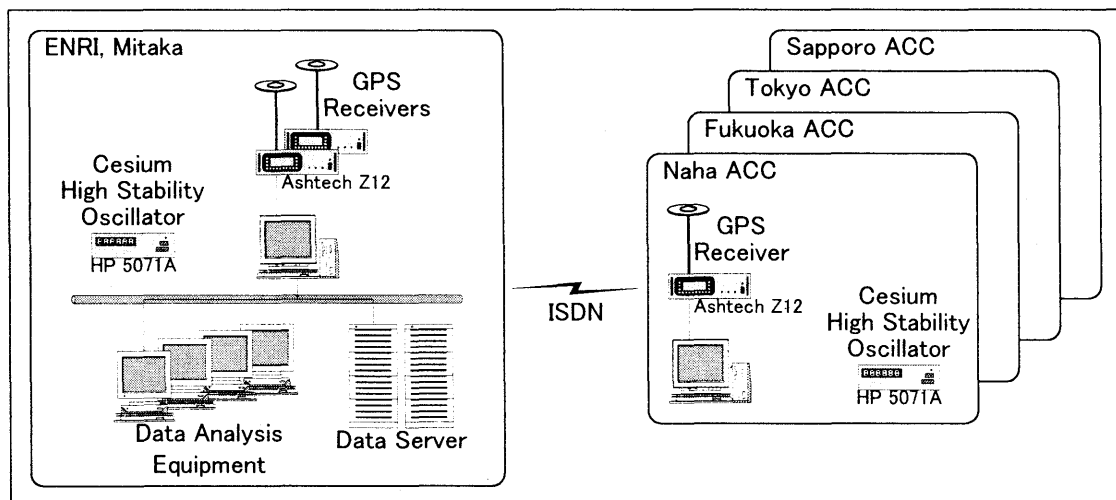 ENRI, Mitaka
GPS
Receivers
Ashtech Z12
Cesium
High Stability
Oscillator
HP 5071A
Data Analysis
Equipment
Data Server
ISDN
Sapporo ACC
Tokyo ACC
Fukuoka ACC
Naha ACC
GPS
Receiver
Ashtech Z12
Cesium
High Stability
Oscillator
HP 5071A